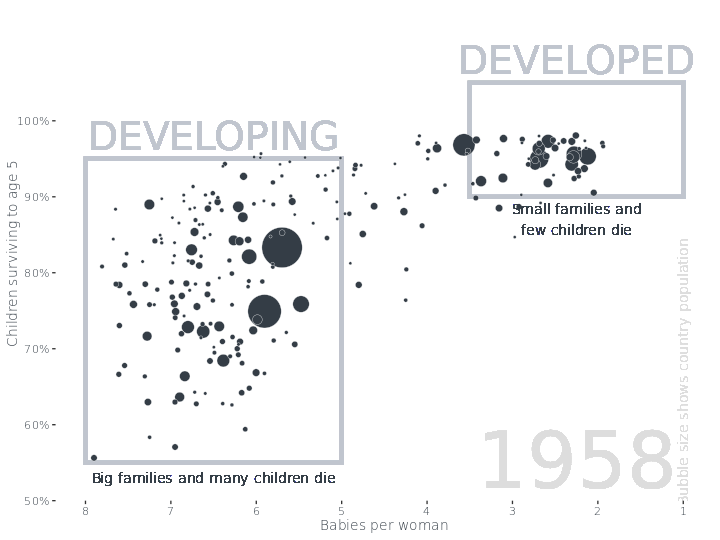 DEVELOPED
DEVELOPING
100%
90%
80%
70%
60%
50%
Children surviving to age 5
Small families and
few children die
Big families and many children die
1958
Bubble size shows country population
8
7
6
5
4
3
2
1
Babies per woman